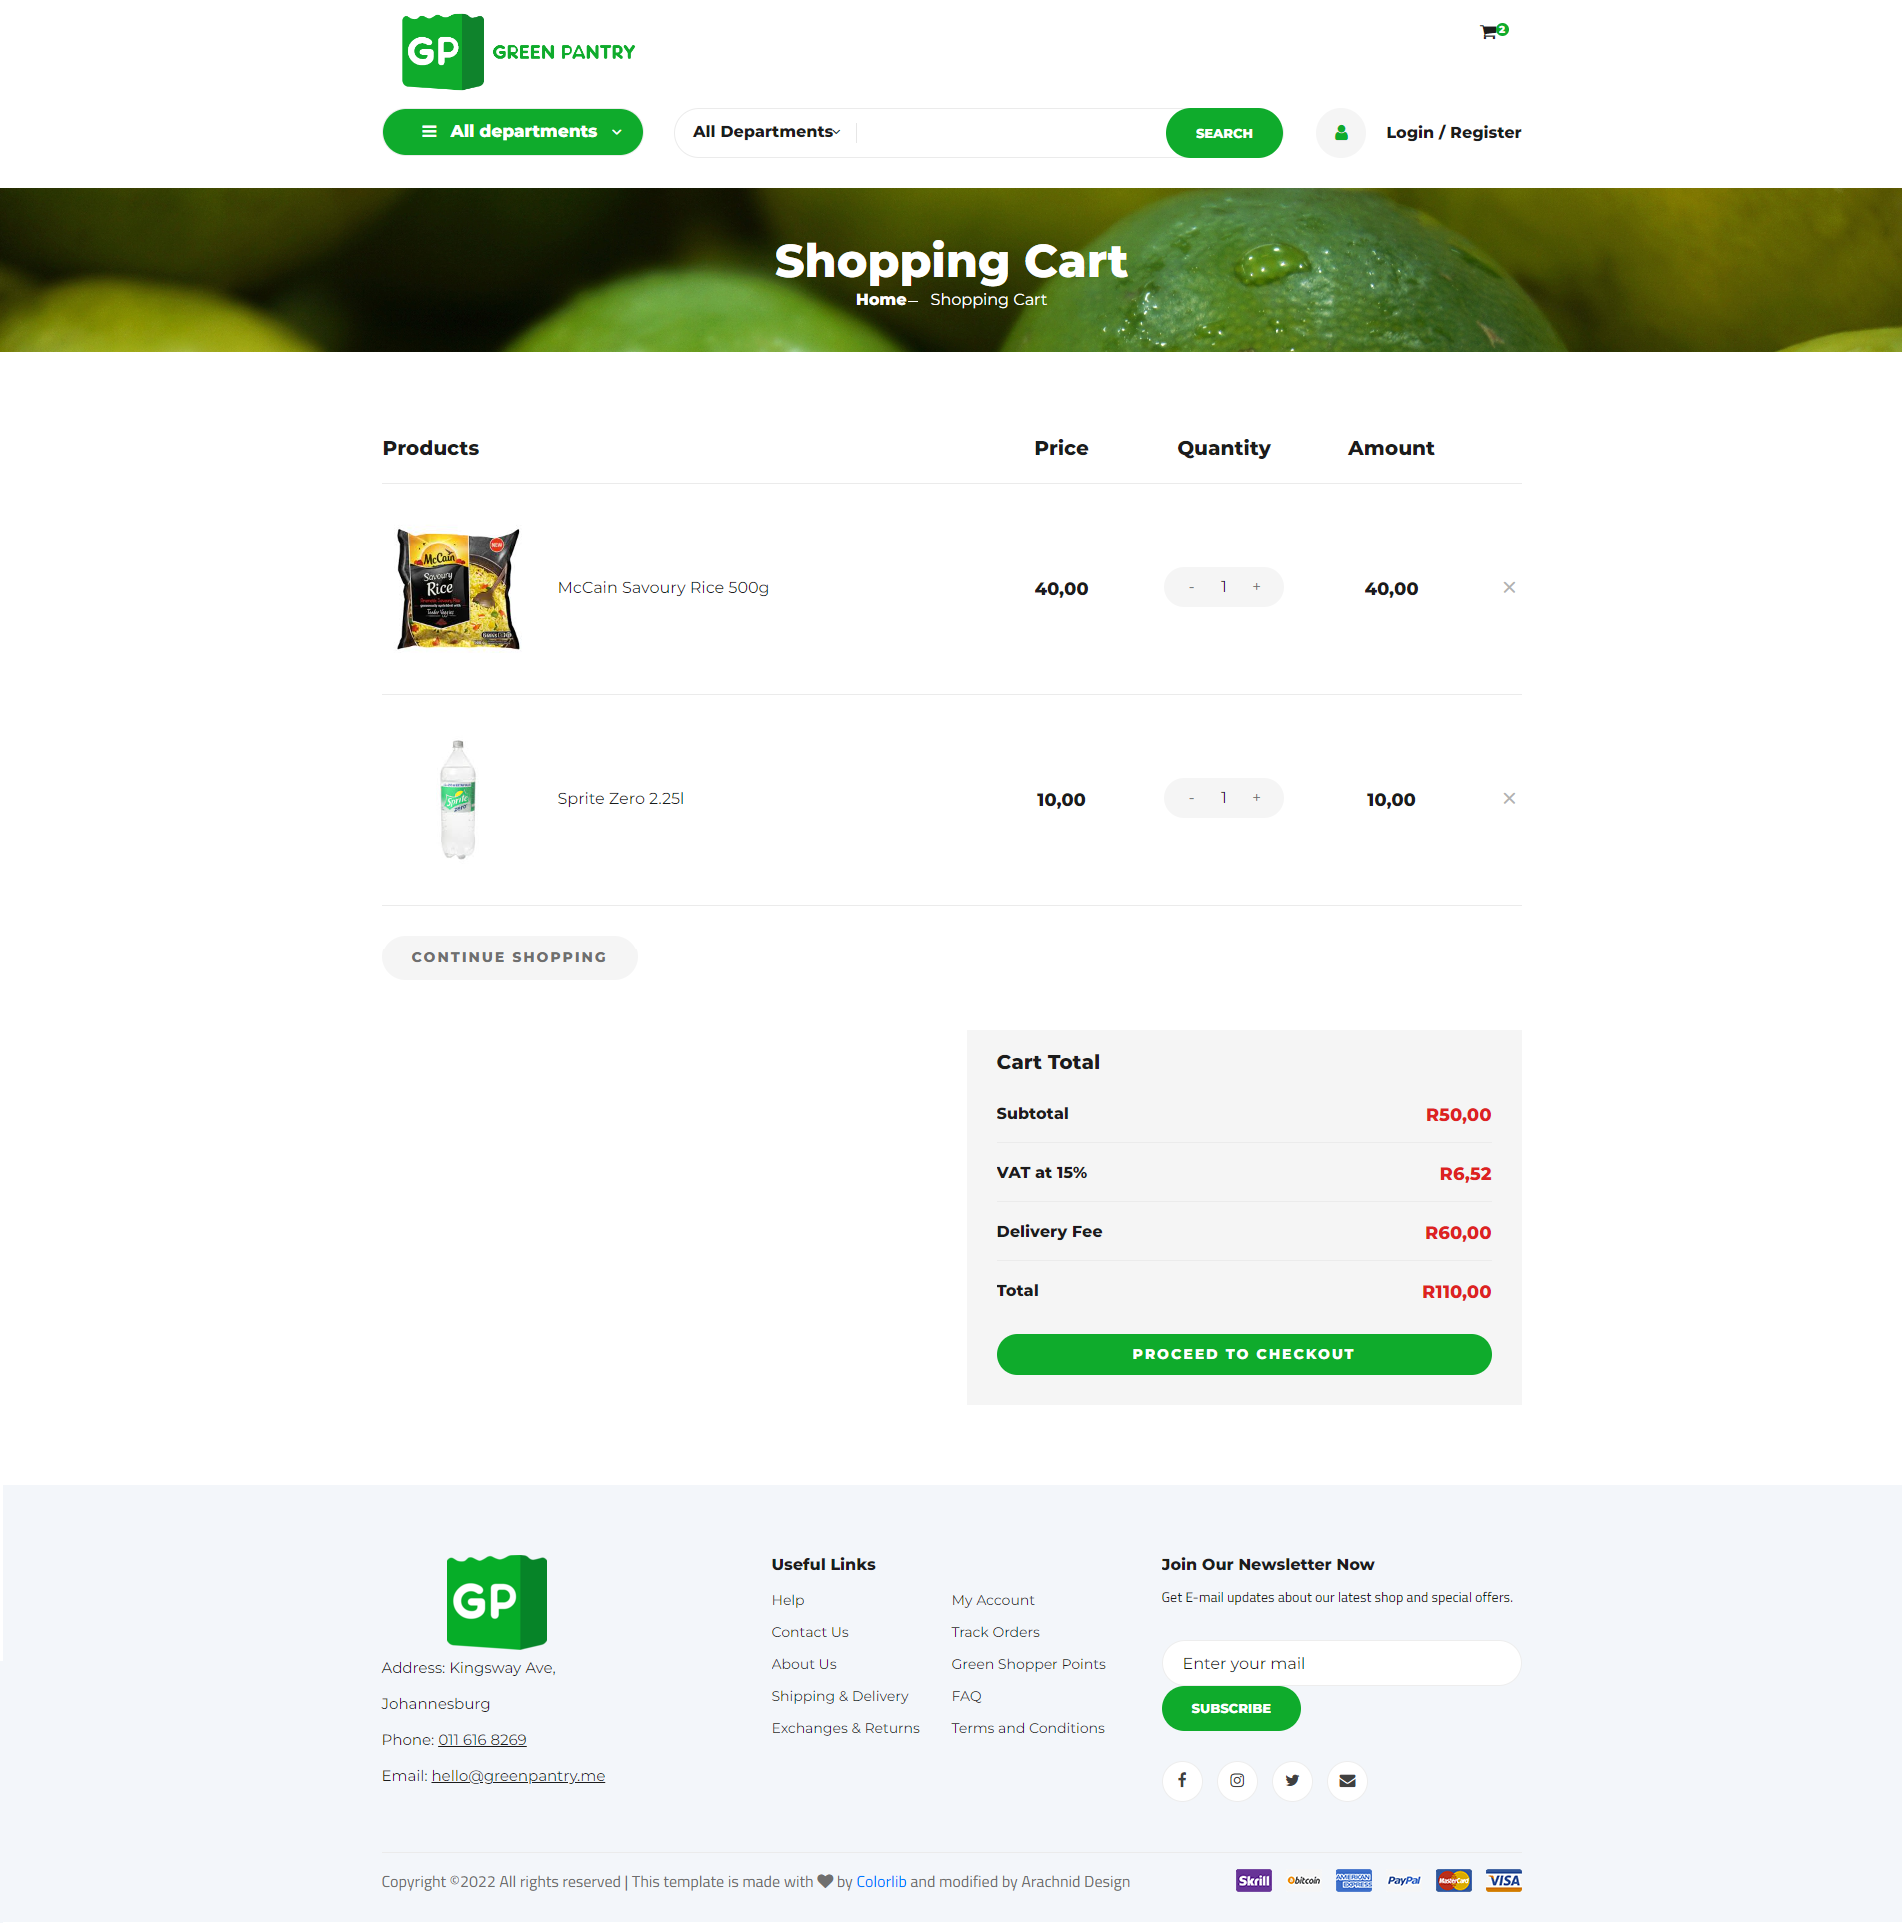 GP GREEN PANTRY
2
All departments
All Departments
SEARCH
Login / Register
Shopping Cart
Home– Shopping Cart
Products Price Quantity Amount
NEW
McCain
Savoury
Rice
McCain Savoury Rice 500g 40,00 - 1 + 40,00 ×
Sprite
ZERO
Sprite Zero 2.25l 10,00 - 1 + 10,00 ×
CONTINUE SHOPPING
Cart Total
Subtotal R50,00
VAT at 15% R6,52
Delivery Fee R60,00
Total R110,00
PROCEED TO CHECKOUT
GP
Address: Kingsway Ave,
Johannesburg
Phone: 011 616 8269
Email: hello@greenpantry.me
Useful Links
Help
Contact Us
About Us
Shipping & Delivery
Exchanges & Returns
My Account
Track Orders
Green Shopper Points
FAQ
Terms and Conditions
Join Our Newsletter Now
Get E-mail updates about our latest shop and special offers.
Enter your mail
SUBSCRIBE
Copyright ©2022 All rights reserved | This template is made with ♥ by Colorlib and modified by Arachnid Design
Skrill bitcoin AMERICAN EXPRESS PayPal MasterCard VISA